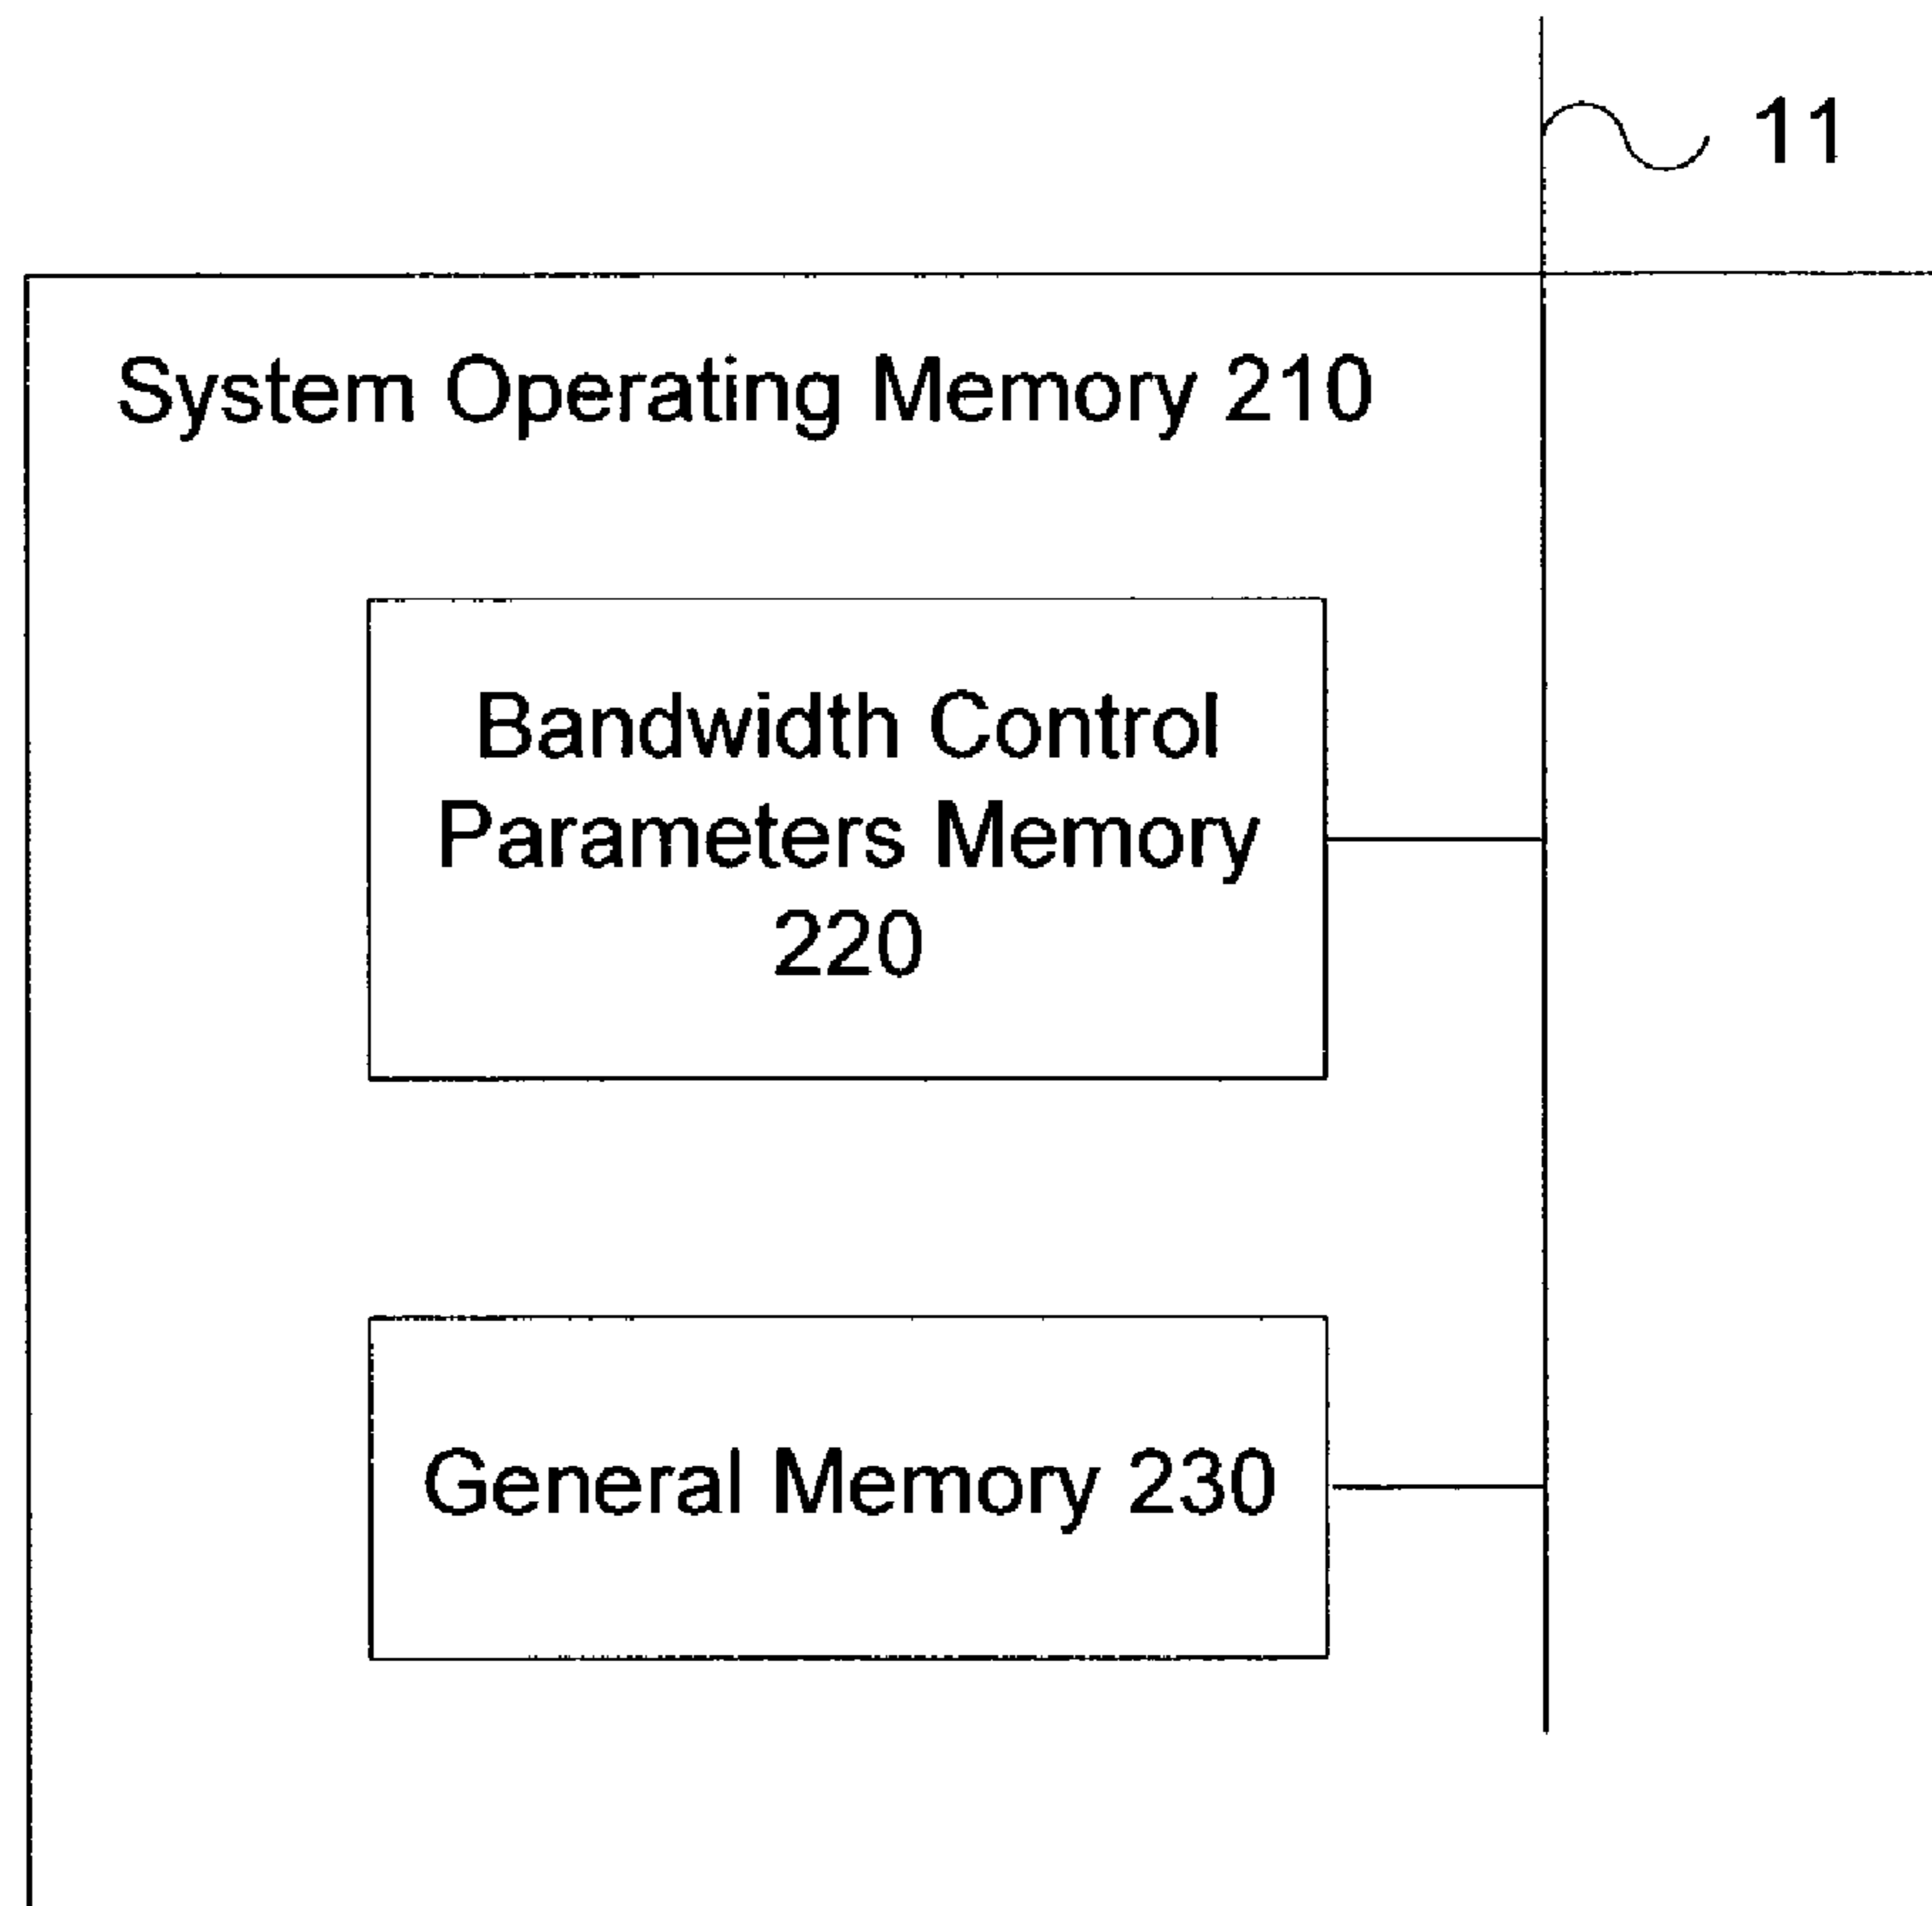 11
System Operating Memory 210
Bandwidth Control
Parameters Memory
220
General Memory 230